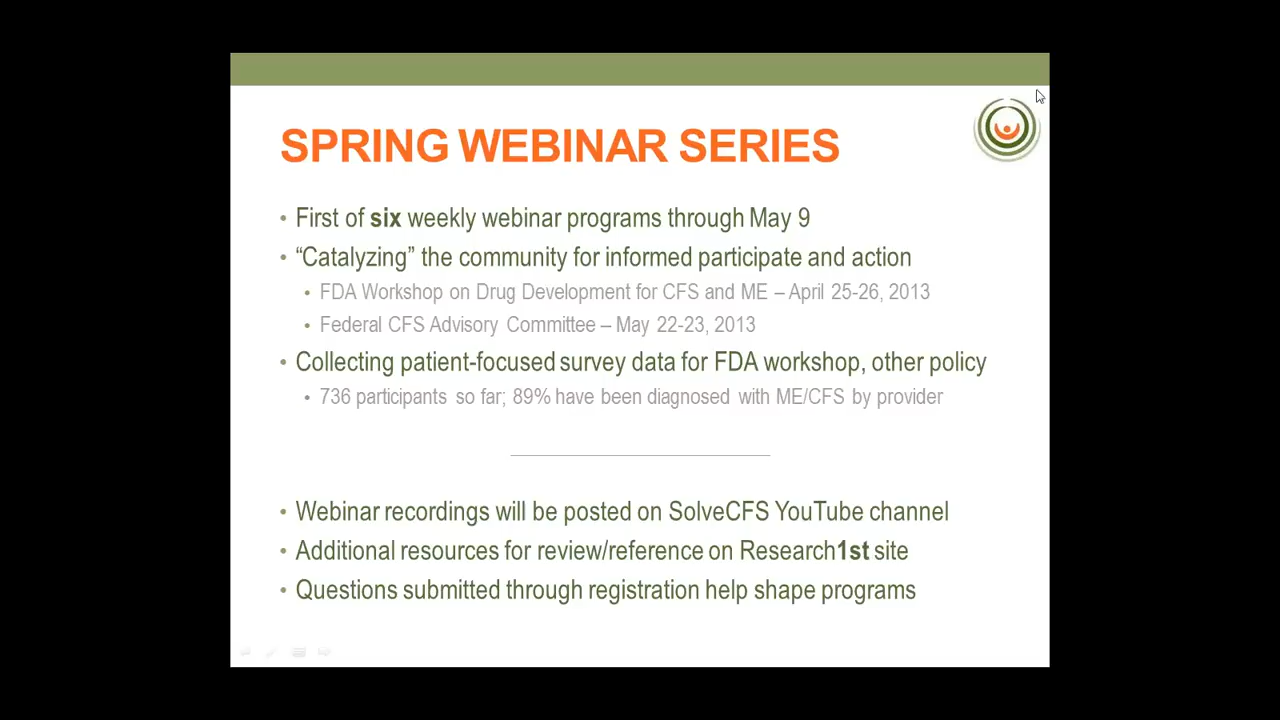 SPRING WEBINAR SERIES
• First of six weekly webinar programs through May 9
• “Catalyzing” the community for informed participate and action
• FDA Workshop on Drug Development for CFS and ME – April 25-26, 2013
• Federal CFS Advisory Committee – May 22-23, 2013
• Collecting patient-focused survey data for FDA workshop, other policy
• 736 participants so far; 89% have been diagnosed with ME/CFS by provider
• Webinar recordings will be posted on SolveCFS YouTube channel
• Additional resources for review/reference on Research1st site
• Questions submitted through registration help shape programs